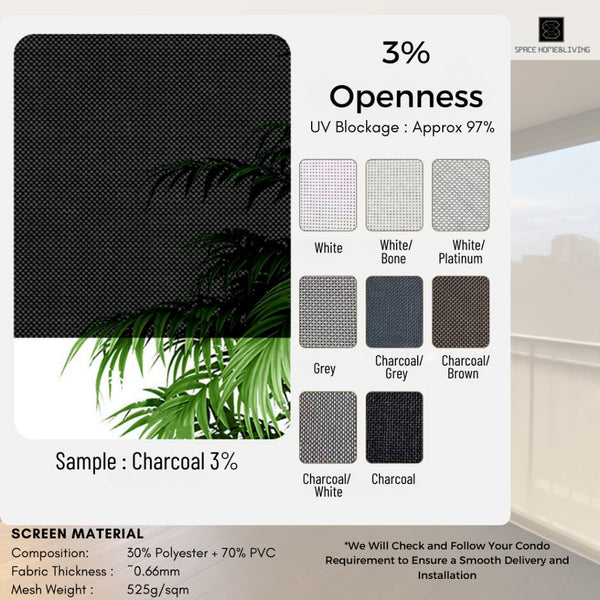 SPACE HOME&LIVING
3%
Openness
UV Blockage : Approx 97%
White
White/
Bone
White/
Platinum
Grey
Charcoal/
Grey
Charcoal/
Brown
Charcoal/
White
Charcoal
Sample : Charcoal 3%
SCREEN MATERIAL
Composition: 30% Polyester + 70% PVC
Fabric Thickness : ~0.66mm
Mesh Weight : 525g/sqm
*We Will Check and Follow Your Condo
Requirement to Ensure a Smooth Delivery and
Installation